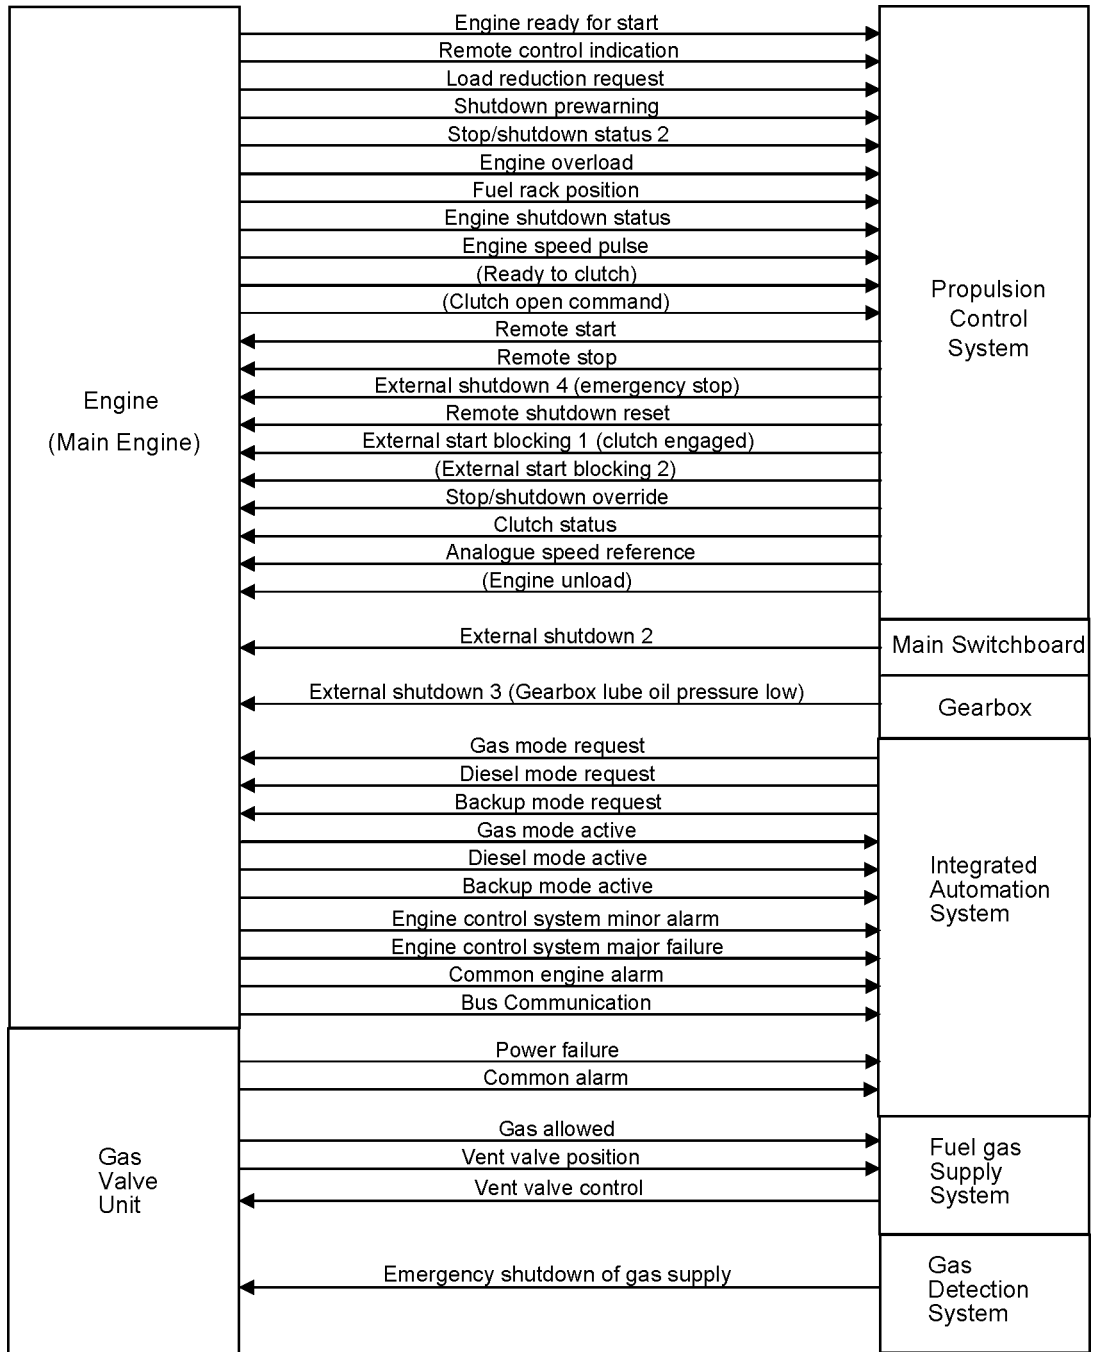 Engine ready for start
Remote control indication
Load reduction request
Shutdown prewarning
Stop/shutdown status 2
Engine overload
Fuel rack position
Engine shutdown status
Engine speed pulse
(Ready to clutch)
(Clutch open command)
Remote start
Remote stop
External shutdown 4 (emergency stop)
Remote shutdown reset
External start blocking 1 (clutch engaged)
(External start blocking 2)
Stop/shutdown override
Clutch status
Analogue speed reference
(Engine unload)
External shutdown 2
External shutdown 3 (Gearbox lube oil pressure low)
Gas mode request
Diesel mode request
Backup mode request
Gas mode active
Diesel mode active
Backup mode active
Engine control system minor alarm
Engine control system major failure
Common engine alarm
Bus Communication
Power failure
Common alarm
Gas allowed
Vent valve position
Vent valve control
Emergency shutdown of gas supply
Engine
(Main Engine)
Gas
Valve
Unit
Propulsion
Control
System
Main Switchboard
Gearbox
Integrated
Automation
System
Fuel gas
Supply
System
Gas
Detection
System